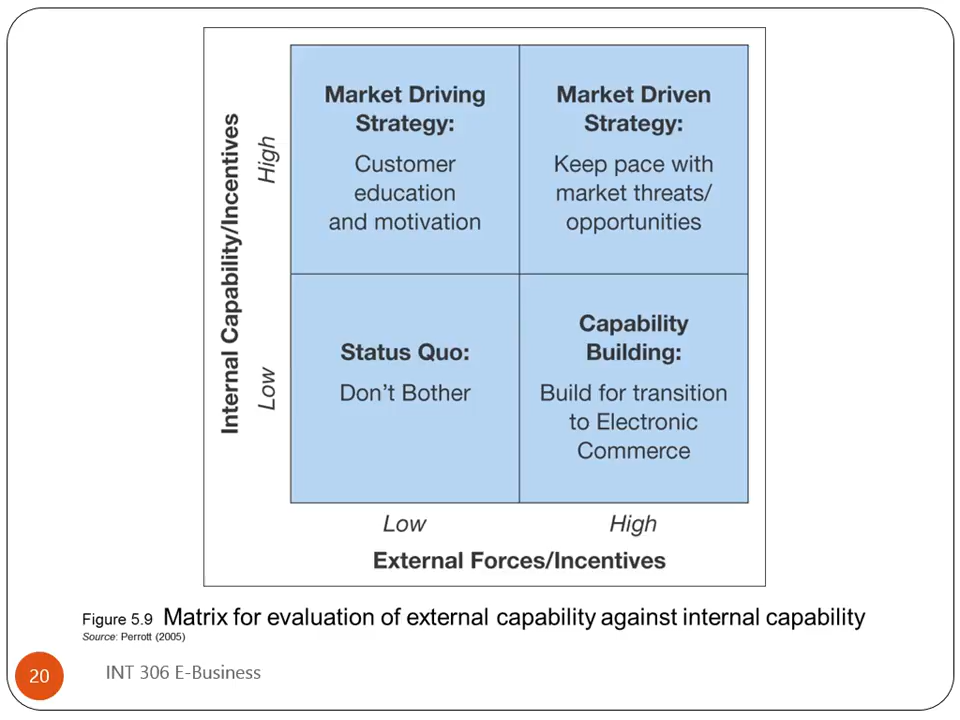 Internal Capability/Incentives
High
Low
Market Driving
Strategy:
Customer
education
and motivation
Market Driven
Strategy:
Keep pace with
market threats/
opportunities
Status Quo:
Don't Bother
Capability
Building:
Build for transition
to Electronic
Commerce
Low
High
External Forces/Incentives
Figure 5.9 Matrix for evaluation of external capability against internal capability
Source: Perrott (2005)
20
INT 306 E-Business